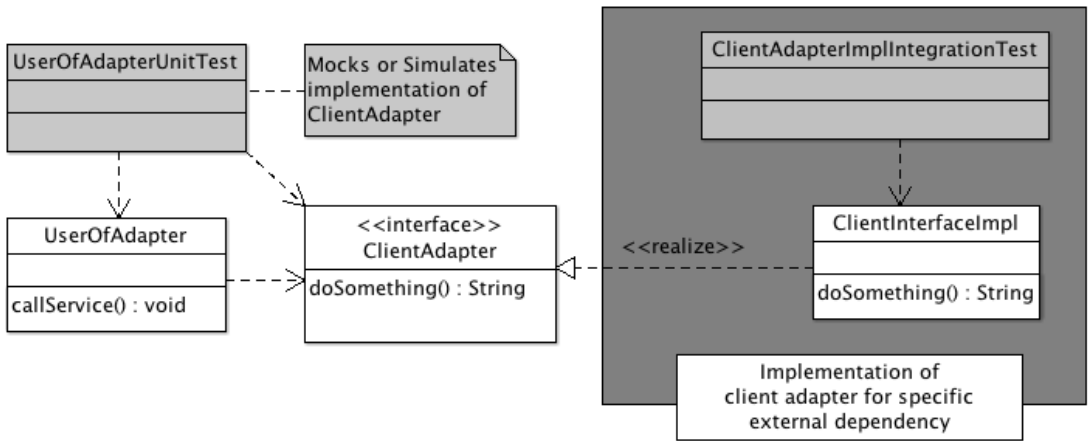 UserOfAdapterUnitTest
Mocks or Simulates
implementation of
ClientAdapter
ClientAdapterImplIntegrationTest
UserOfAdapter
callService() : void
<<interface>>
ClientAdapter
doSomething() : String
<<realize>>
ClientInterfaceImpl
doSomething() : String
Implementation of
client adapter for specific
external dependency